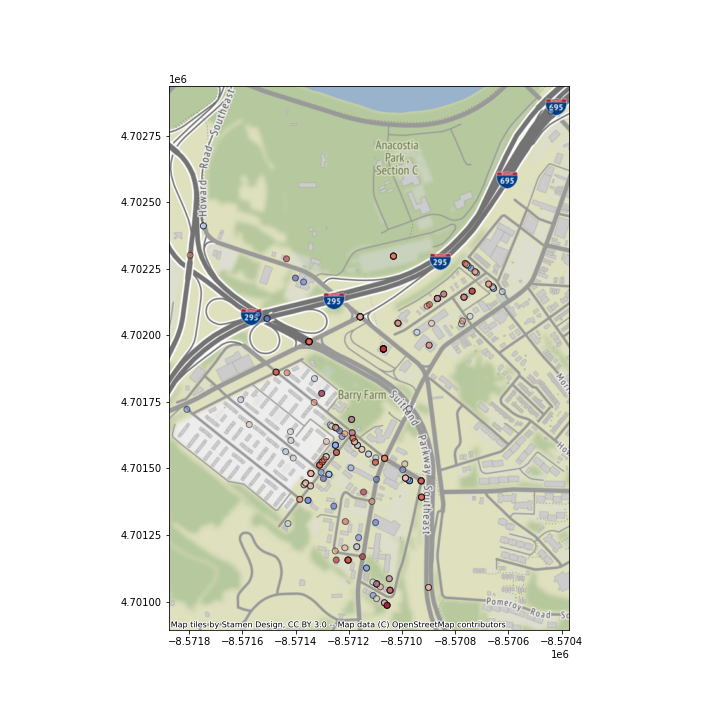 1e6
4.70275
4.70250
4.70225
4.70200
4.70175
4.70150
4.70125
4.70100
695
Howard Road Southeast
Anacostia
Park
Section C
695
295
295
295
Barry Farm
Suitland Parkway Southeast
Pomeroy Road So
Map tiles by Stamen Design, CC BY 3.0 -- Map data (C) OpenStreetMap contributors
−8.5718 −8.5716 −8.5714 −8.5712 −8.5710 −8.5708 −8.5706 −8.5704
1e6